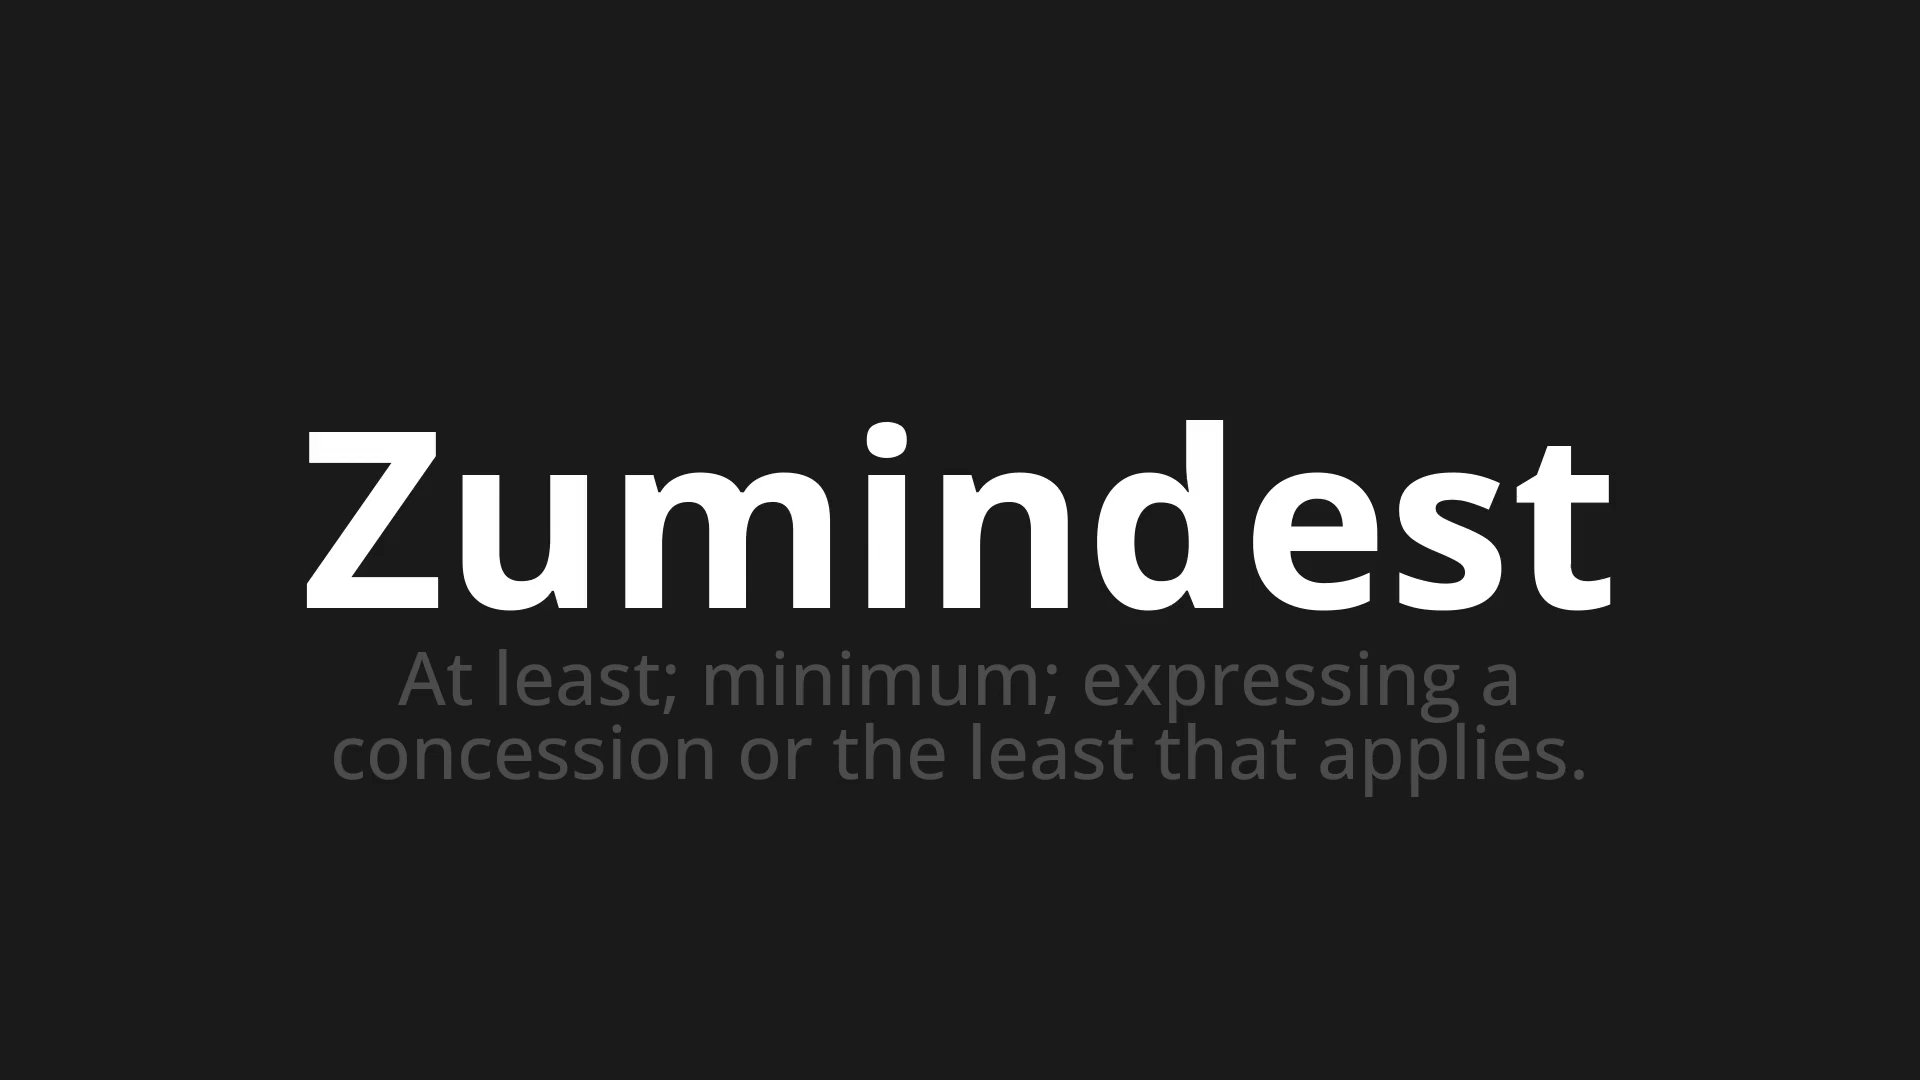 Zumindest
At least; minimum; expressing a
concession or the least that applies.